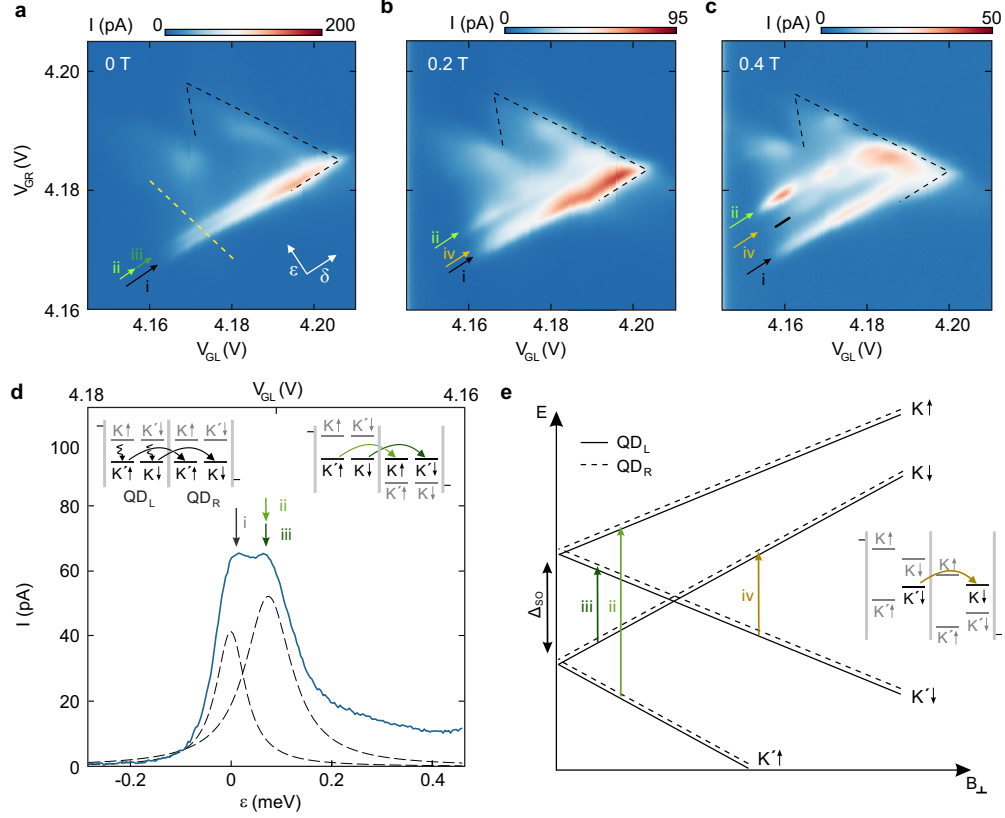 a
I (pA) 0 200
0 T
4.20
4.18
4.16
V_GR (V)
ii
iii
i
ε
δ
4.16 4.18 4.20
V_GL (V)
b
I (pA) 0 95
0.2 T
ii
iv
i
4.16 4.18 4.20
V_GL (V)
c
I (pA) 0 50
0.4 T
ii
iv
i
4.16 4.18 4.20
V_GL (V)
d
V_GL (V)
4.18 4.16
100
80
60
40
20
0
I (pA)
K↑ K´↓ K↑ K´↓
K´↑ K↓ K´↑ K↓
QD_L QD_R
K↑ K´↓
K´↑ K↓ K↑ K´↓
K´↑ K↓
i
ii
iii
-0.2 0 0.2 0.4
ε (meV)
e
E
QD_L
QD_R
K↑
K↓
K´↓
K´↑
Δ_SO
iii
ii
iv
K↑
K↓
K´↓
K´↑
K↑
K↓
K´↓
K´↑
B_⊥